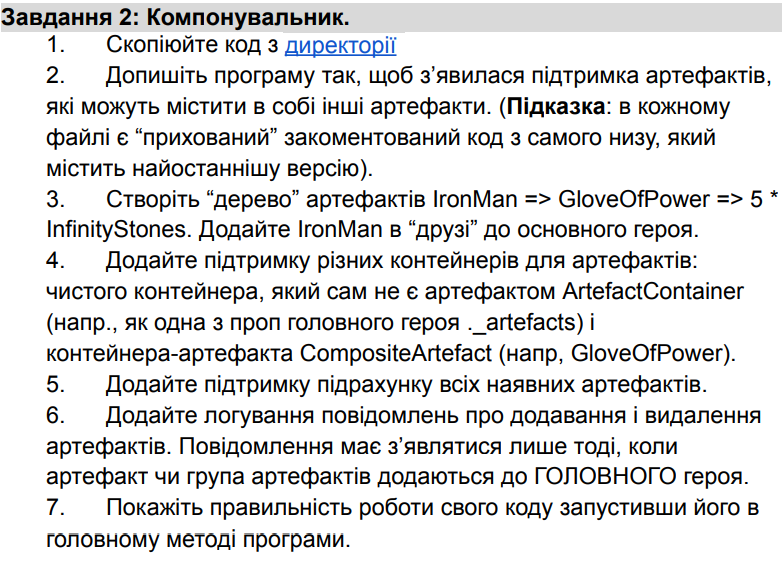 Завдання 2: Компонувальник.
1. Скопіюйте код з директорії
2. Допишіть програму так, щоб з’явилася підтримка артефактів,
які можуть містити в собі інші артефакти. (Підказка: в кожному
файлі є “прихований” закоментований код з самого низу, який
містить найостаннішу версію).
3. Створіть “дерево” артефактів IronMan => GloveOfPower => 5 *
InfinityStones. Додайте IronMan в “друзі” до основного героя.
4. Додайте підтримку різних контейнерів для артефактів:
чистого контейнера, який сам не є артефактом ArtefactContainer
(напр., як одна з проп головного героя ._artefacts) і
контейнера-артефакта CompositeArtefact (напр, GloveOfPower).
5. Додайте підтримку підрахунку всіх наявних артефактів.
6. Додайте логування повідомлень про додавання і видалення
артефактів. Повідомлення має з’являтися лише тоді, коли
артефакт чи група артефактів додаються до ГОЛОВНОГО героя.
7. Покажіть правильність роботи свого коду запустивши його в
головному методі програми.